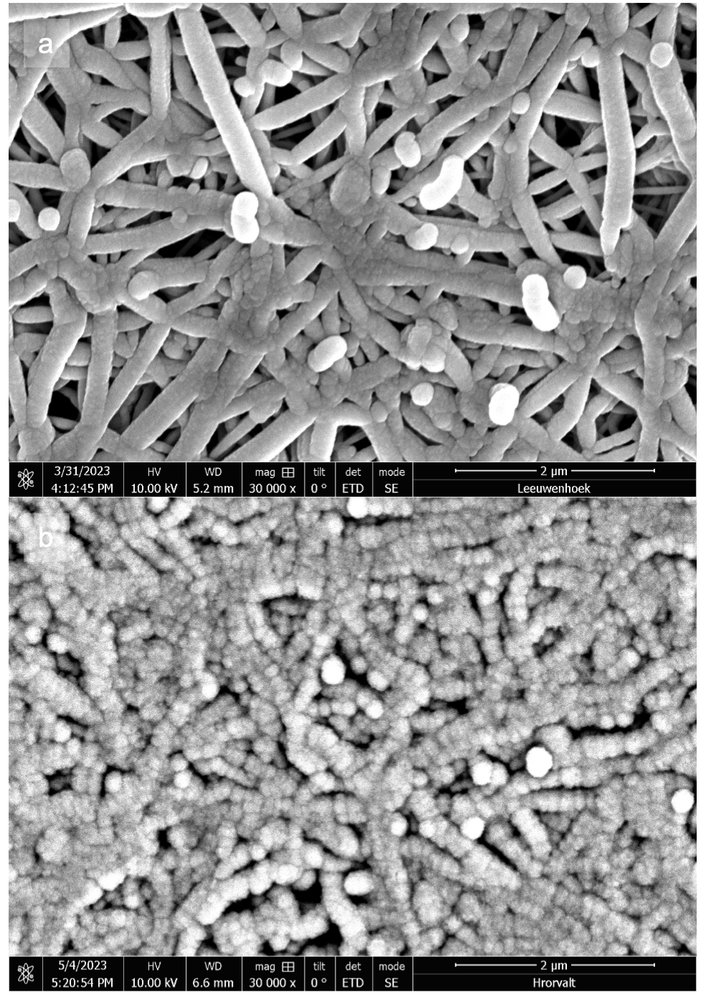 a
3/31/2023 HV WD mag tilt det mode 2 µm
4:12:45 PM 10.00 kV 5.2 mm 30 000 x 0 ° ETD SE Leeuwenhoek
b
5/4/2023 HV WD mag tilt det mode 2 µm
5:20:54 PM 10.00 kV 6.6 mm 30 000 x 0 ° ETD SE Hrorvalt